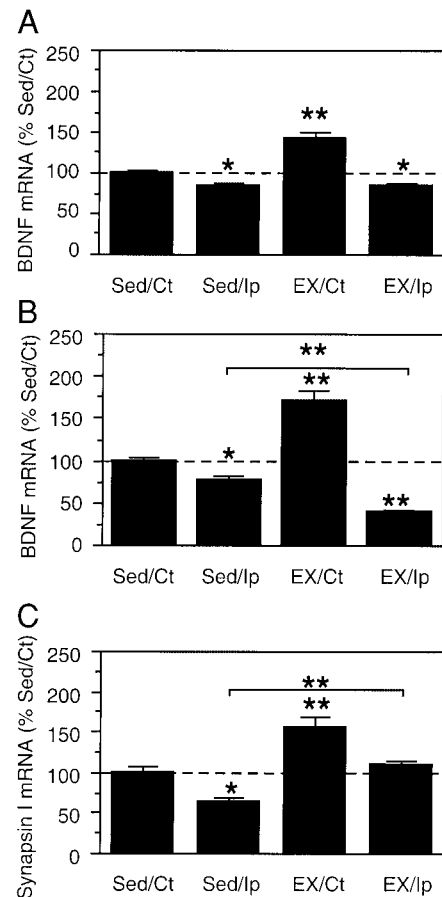 A
BDNF mRNA (% Sed/Ct)
250
200
150
100
50
0
* ** *
Sed/Ct Sed/Ip EX/Ct EX/Ip
B
BDNF mRNA (% Sed/Ct)
250
200
150
100
50
0
**
**
*
**
Sed/Ct Sed/Ip EX/Ct EX/Ip
C
Synapsin I mRNA (% Sed/Ct)
250
200
150
100
50
0
**
**
*
Sed/Ct Sed/Ip EX/Ct EX/Ip